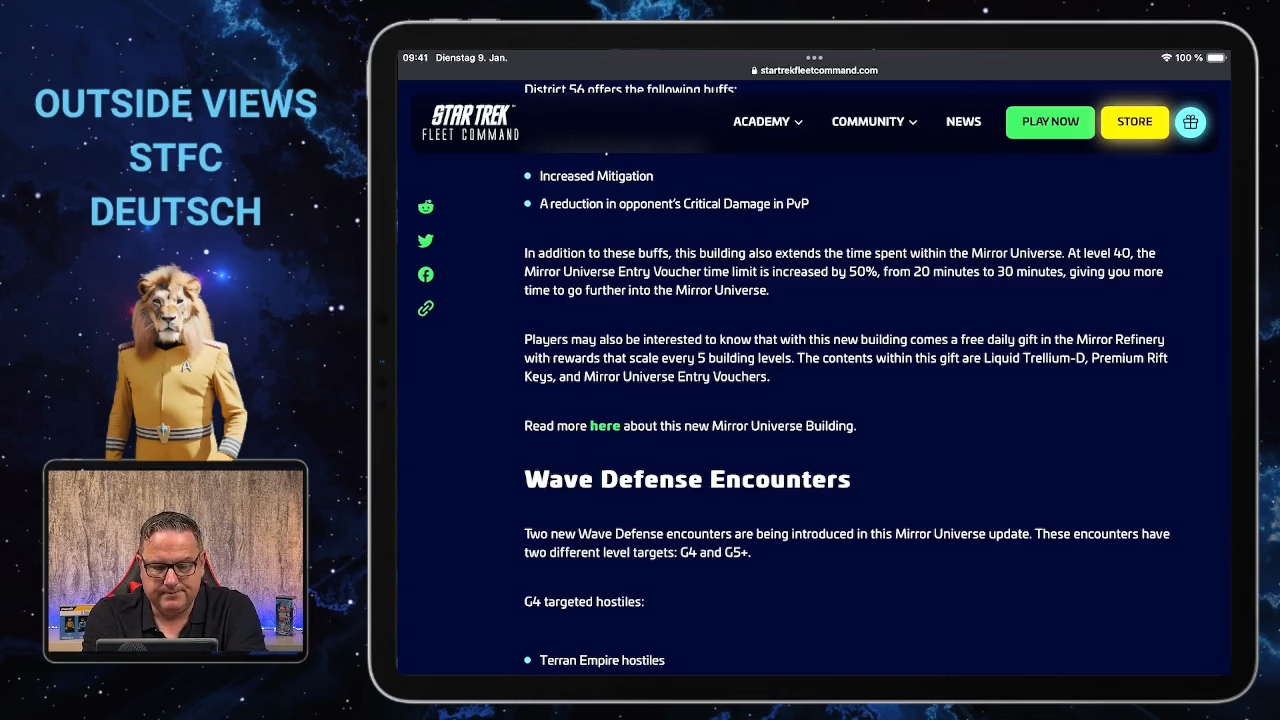 OUTSIDE VIEWS
STFC
DEUTSCH
09:41 Dienstag 9. Jan.
startrekfleetcommand.com
100 %
District 56 offers the following buffs:
STAR TREK
FLEET COMMAND
ACADEMY
COMMUNITY
NEWS
PLAY NOW
STORE
Increased Mitigation
A reduction in opponent's Critical Damage in PvP
In addition to these buffs, this building also extends the time spent within the Mirror Universe. At level 40, the
Mirror Universe Entry Voucher time limit is increased by 50%, from 20 minutes to 30 minutes, giving you more
time to go further into the Mirror Universe.
Players may also be interested to know that with this new building comes a free daily gift in the Mirror Refinery
with rewards that scale every 5 building levels. The contents within this gift are Liquid Trellium-D, Premium Rift
Keys, and Mirror Universe Entry Vouchers.
Read more here about this new Mirror Universe Building.
Wave Defense Encounters
Two new Wave Defense encounters are being introduced in this Mirror Universe update. These encounters have
two different level targets: G4 and G5+.
G4 targeted hostiles:
Terran Empire hostiles